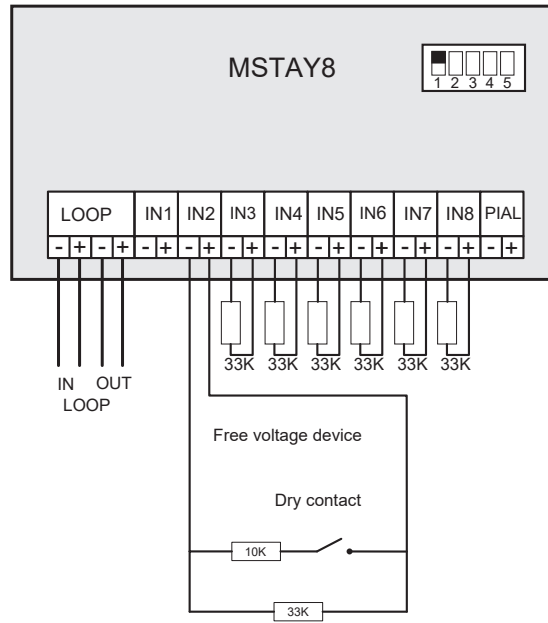 MSTAY8
1 2 3 4 5
LOOP IN1 IN2 IN3 IN4 IN5 IN6 IN7 IN8 PIAL
- + - + - + - + - + - + - + - + - + - + - +
33K 33K 33K 33K 33K 33K
IN OUT
LOOP
Free voltage device
Dry contact
10K
33K